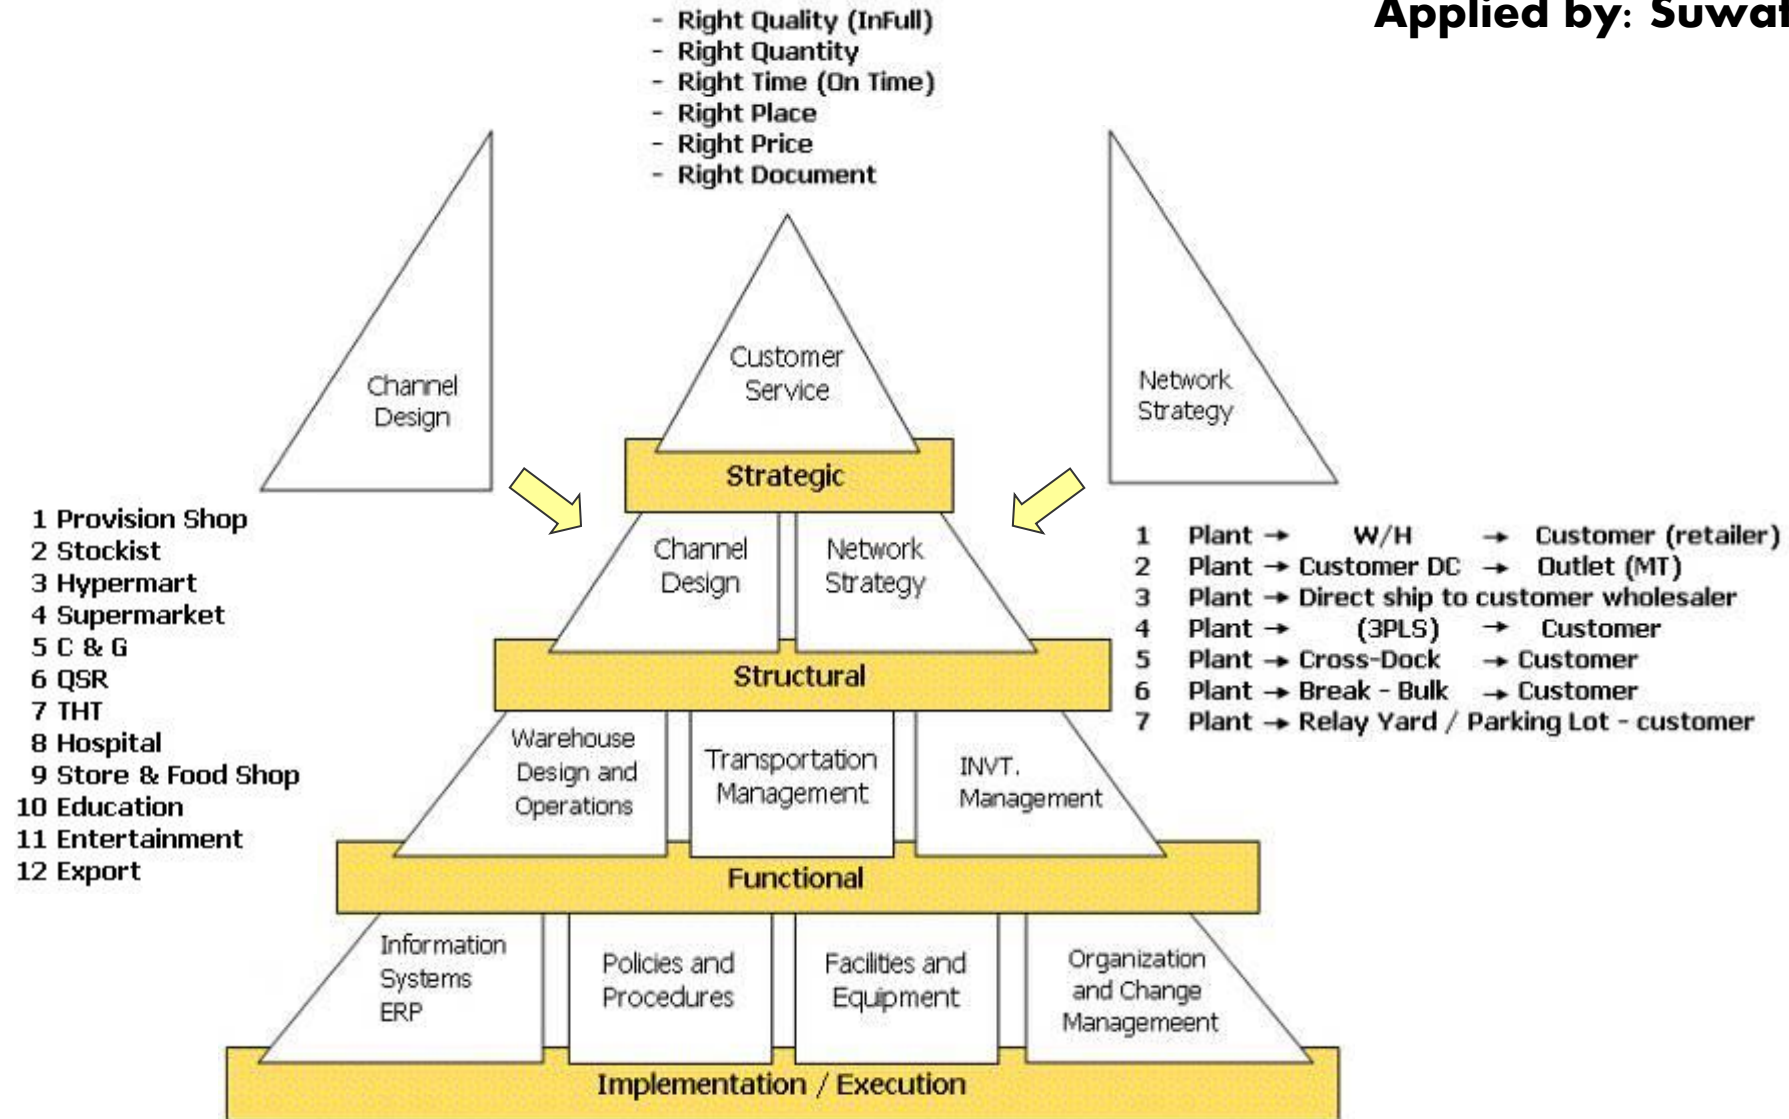 Applied by:
- Right Quality (InFull)
- Right Quantity
- Right Time (On Time)
- Right Place
- Right Price
- Right Document
Channel
Design
Customer
Service
Network
Strategy
Strategic
1 Provision Shop
2 Stockist
3 Hypermart
4 Supermarket
5 C & G
6 QSR
7 THT
8 Hospital
9 Store & Food Shop
10 Education
11 Entertainment
12 Export
Channel
Design
Network
Strategy
1 Plant → W/H → Customer (retailer)
2 Plant → Customer DC → Outlet (MT)
3 Plant → Direct ship to customer wholesaler
4 Plant → (3PLS) → Customer
5 Plant → Cross-Dock → Customer
6 Plant → Break - Bulk → Customer
7 Plant → Relay Yard / Parking Lot - customer
Structural
Warehouse
Design and
Operations
Transportation
Management
INVT.
Management
Functional
Information
Systems
ERP
Policies and
Procedures
Facilities and
Equipment
Organization
and Change
Managemeent
Implementation / Execution